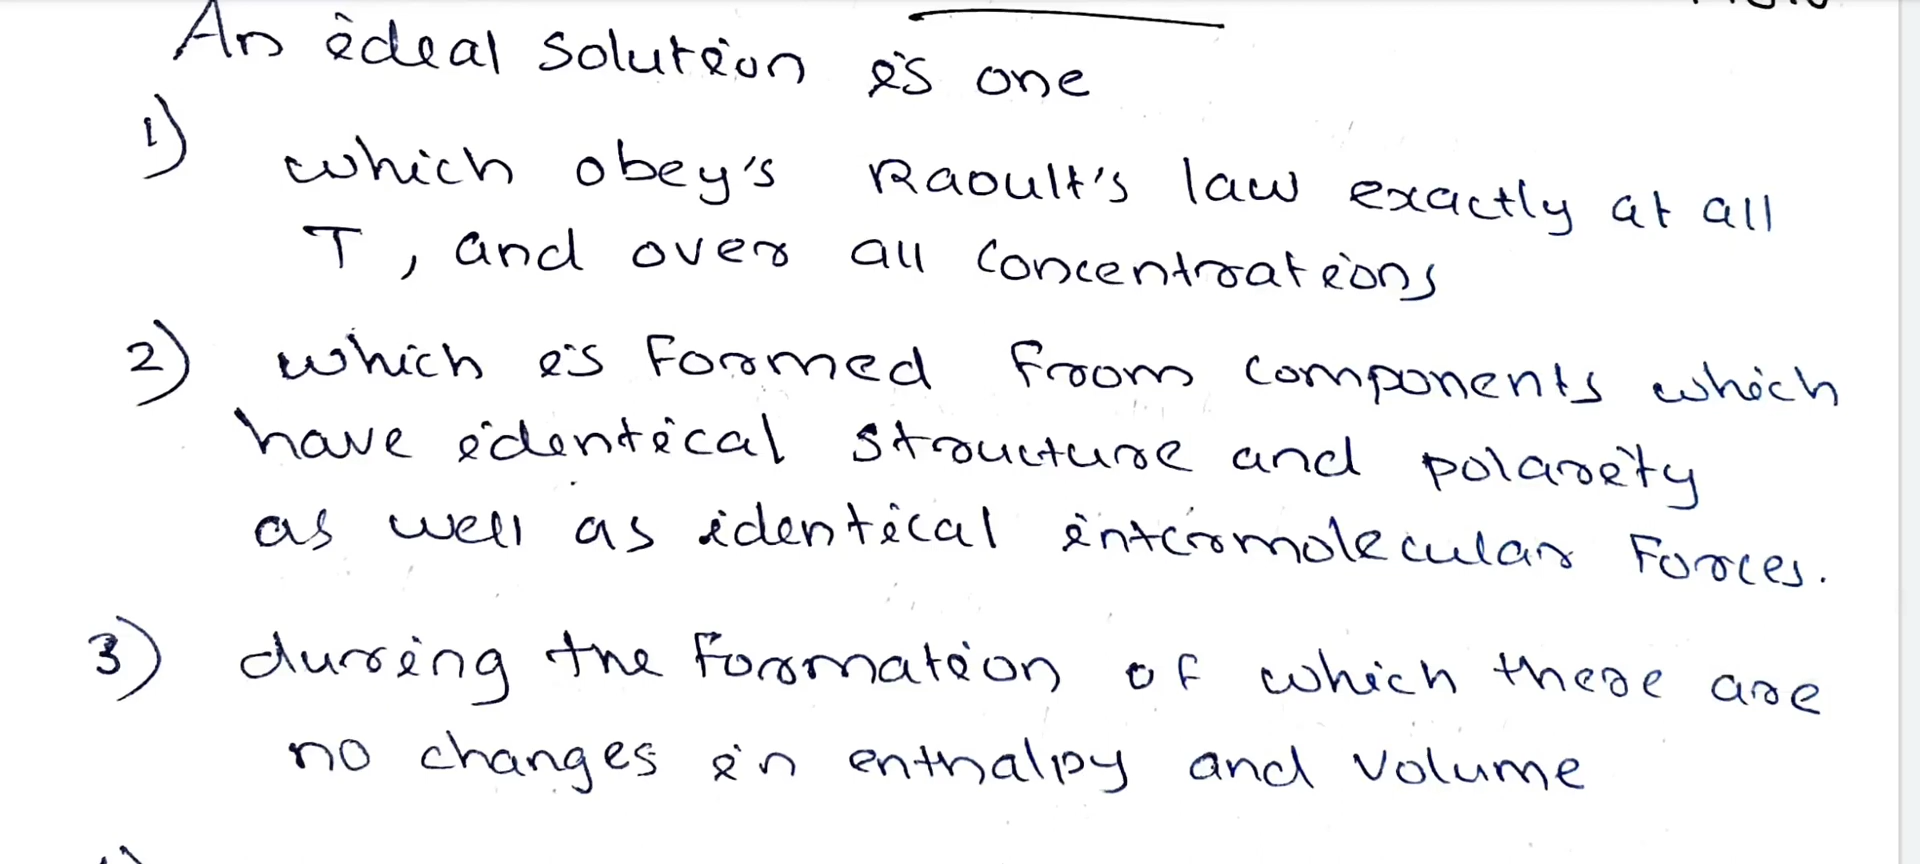 An ideal solution is one
1)
which obey's Raoult's law exactly at all
T, and over all concentrations
2) which is formed from components which
have identical structure and polarity
as well as identical intermolecular forces.
3) during the formation of which there are
no changes in enthalpy and volume